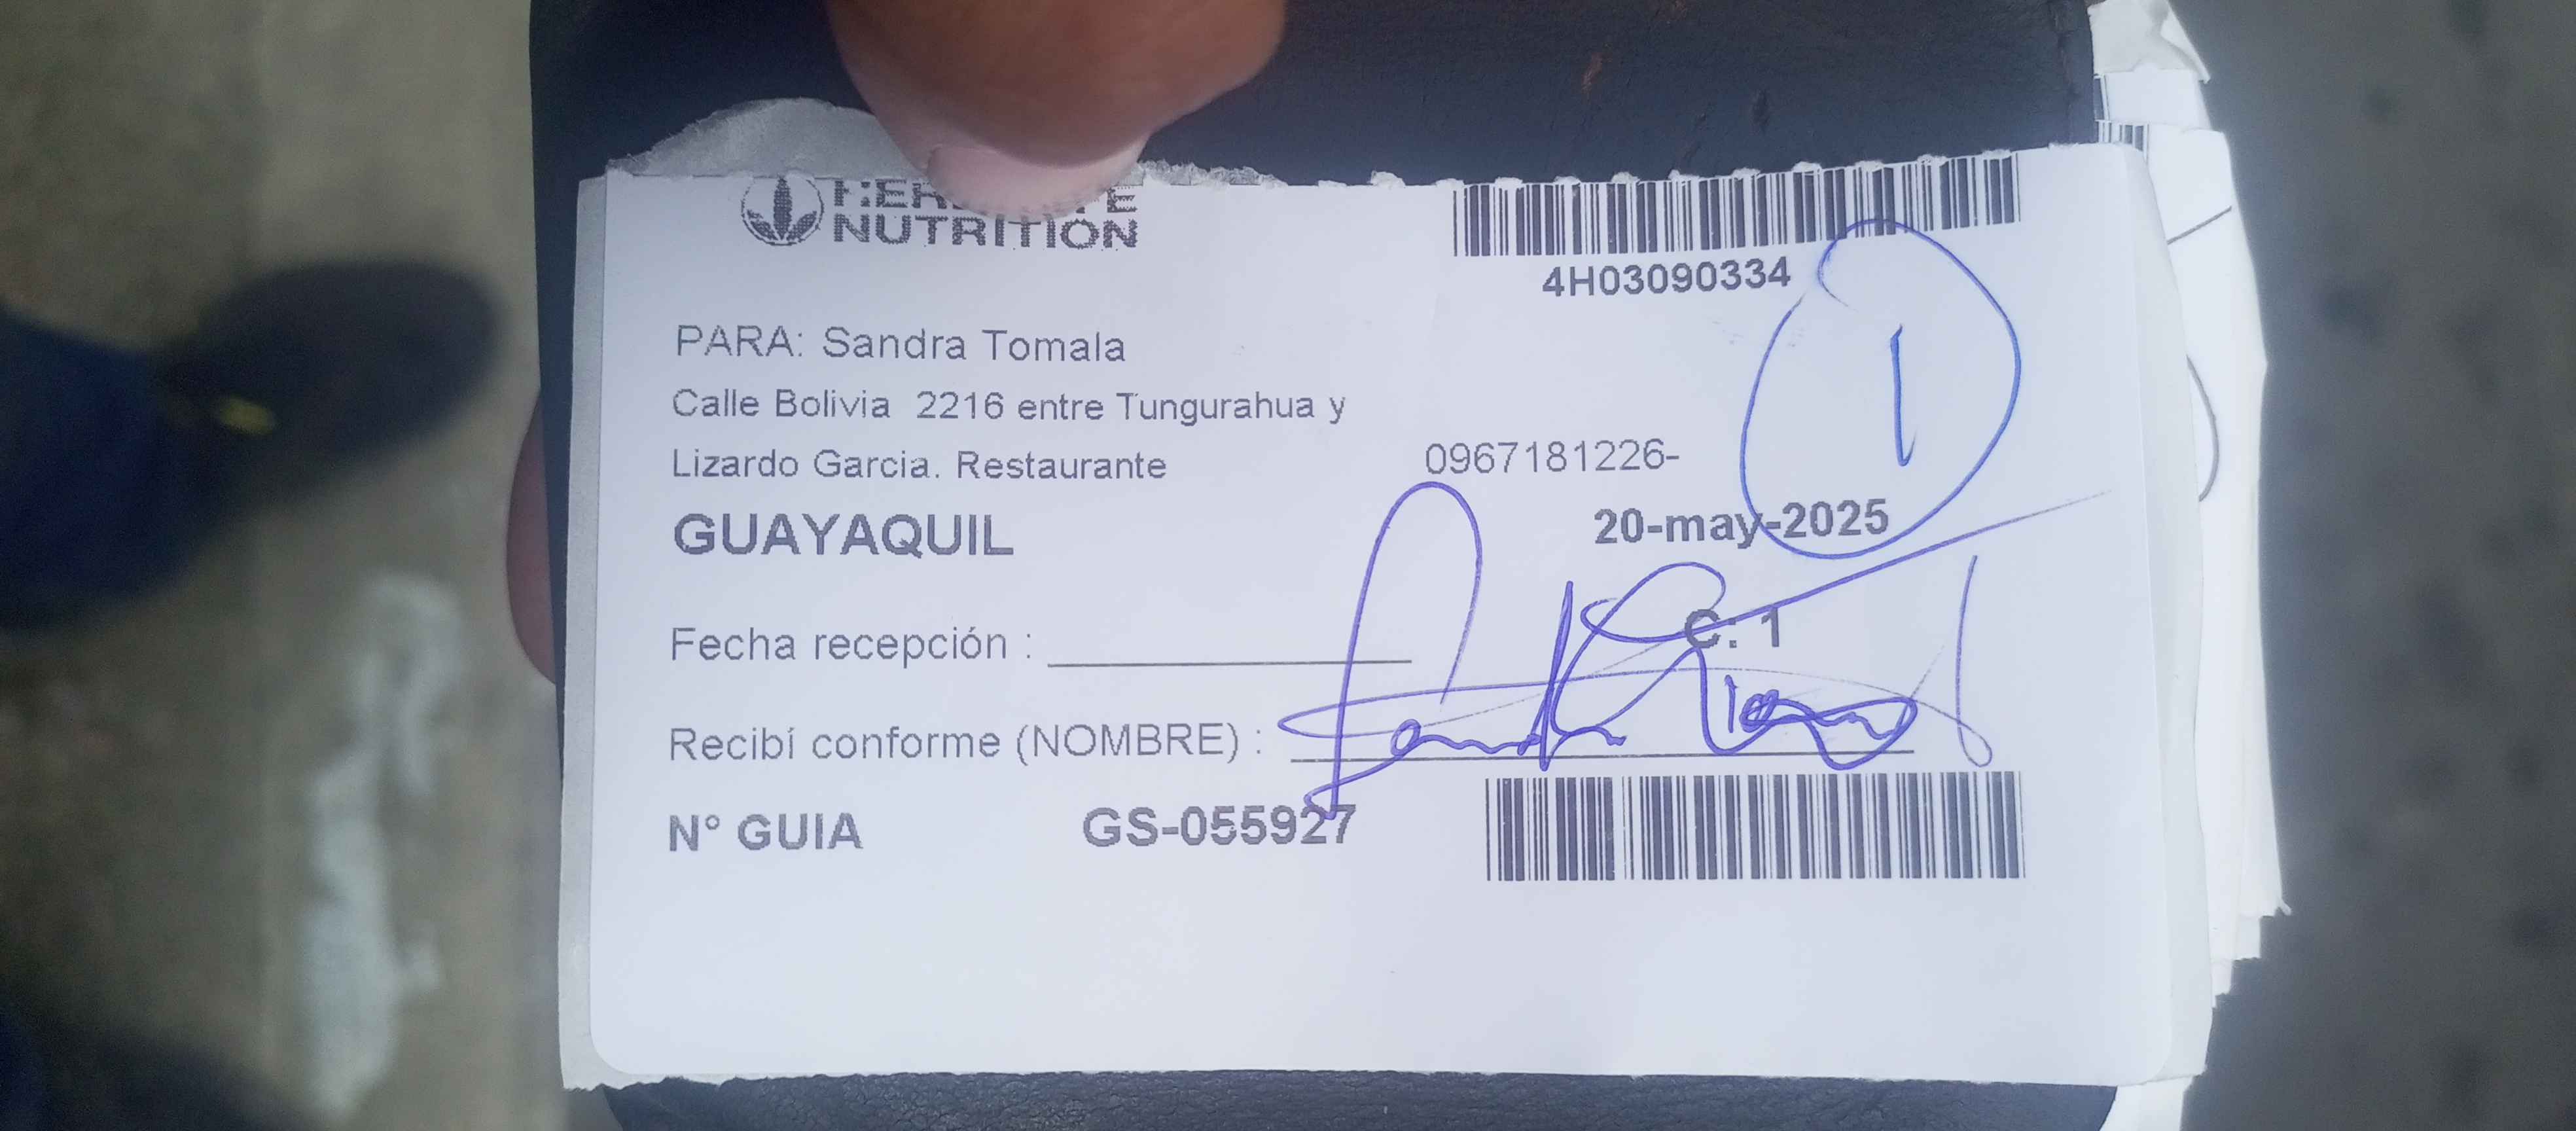 NUTRITION
4H03090334
1
PARA: Sandra Tomala
Calle Bolivia 2216 entre Tungurahua y
Lizardo Garcia. Restaurante
0967181226-
GUAYAQUIL
20-may-2025
C: 1
Fecha recepción :
Recibí conforme (NOMBRE) :
N° GUIA GS-055927